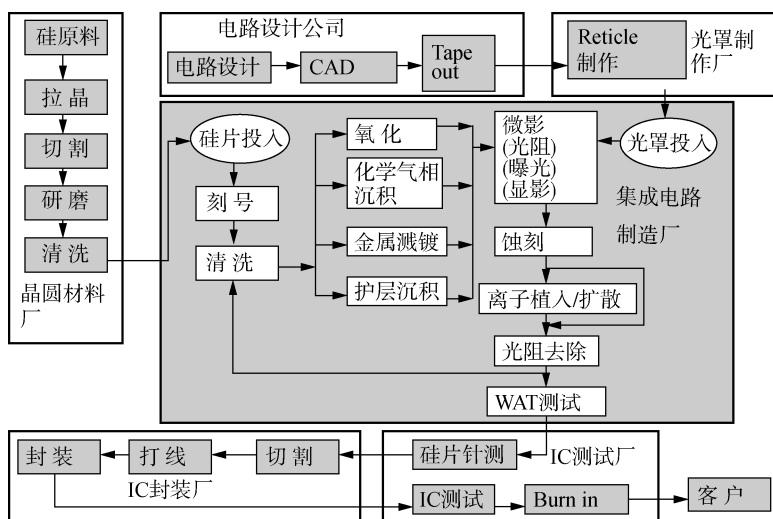 硅原料
拉 晶
切 割
研 磨
清 洗
晶圆材料
厂
电路设计公司
电路设计
CAD
Tape
out
Reticle
制作
光罩制
作厂
硅片投入
刻 号
清 洗
氧 化
化学气相
沉积
金属溅镀
护层沉积
微影
(光阻)
(曝光)
(显影)
光罩投入
集成电路
制造厂
蚀刻
离子植入/扩散
光阻去除
WAT测试
封 装
打 线
切 割
IC封装厂
硅片针测
IC测试厂
IC测试
Burn in
客 户